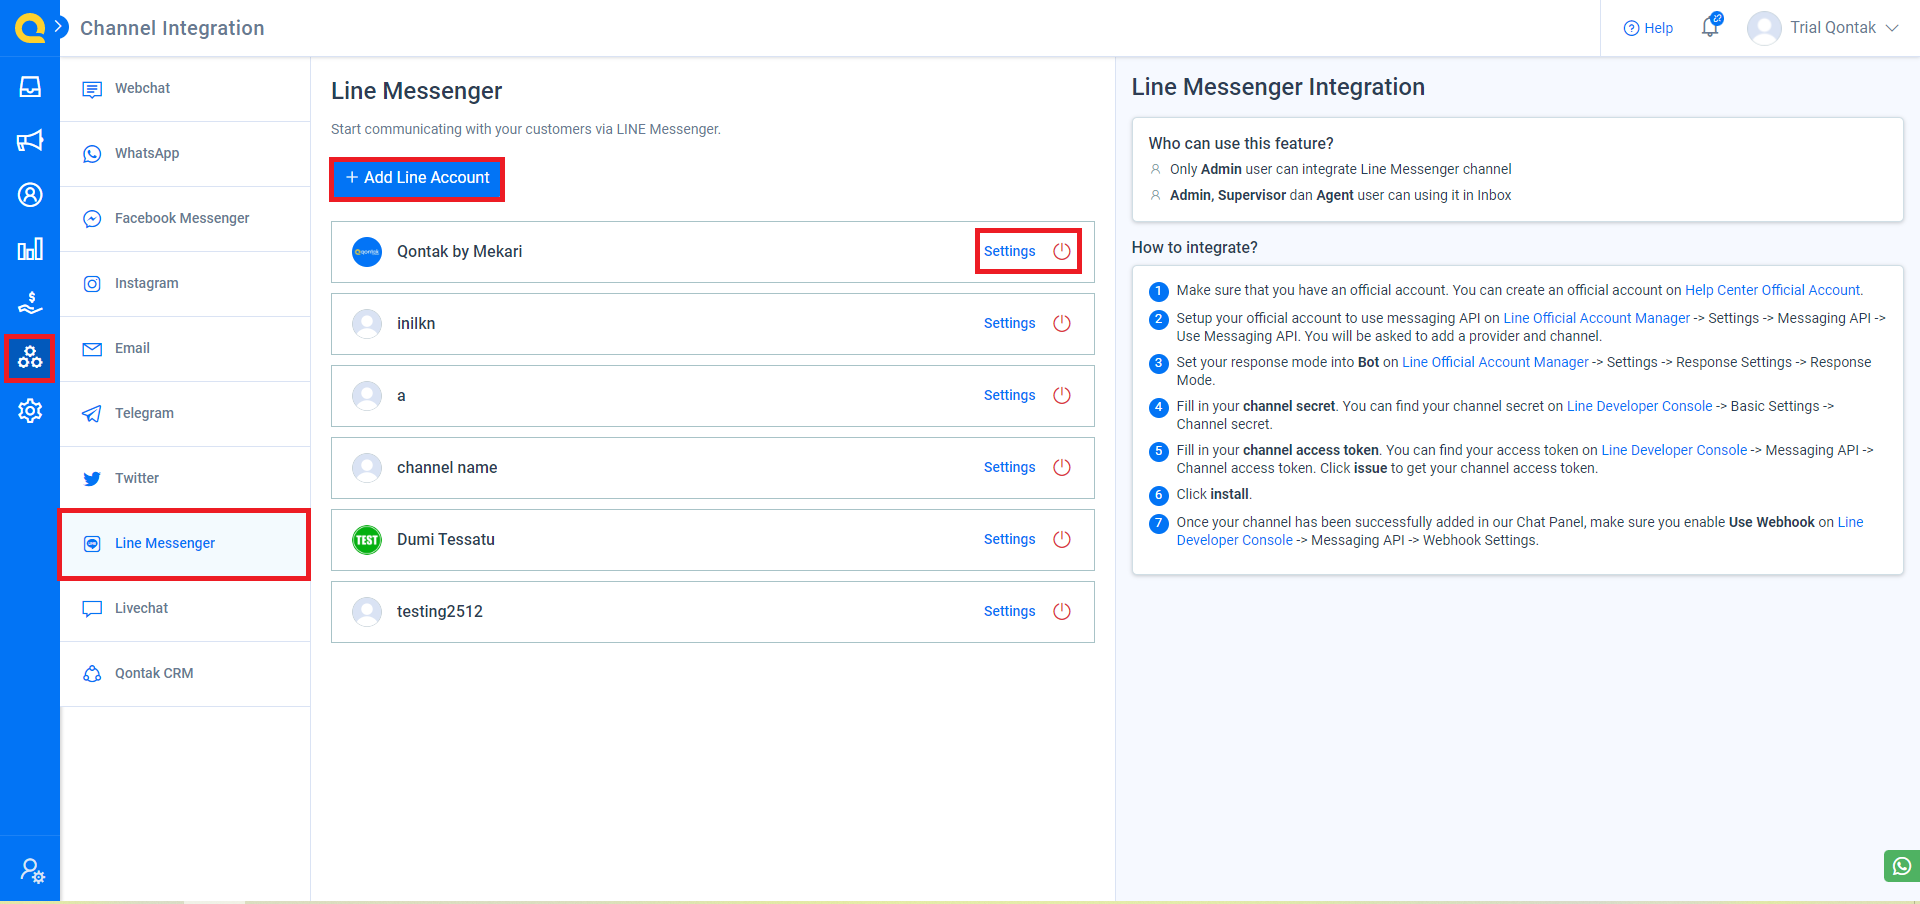 Channel Integration
Help
Trial Qontak
Webchat
WhatsApp
Facebook Messenger
Instagram
Email
Telegram
Twitter
Line Messenger
Livechat
Qontak CRM
Line Messenger
Start communicating with your customers via LINE Messenger.
+ Add Line Account
Qontak by Mekari
Settings
inilkn
Settings
a
Settings
channel name
Settings
TEST
Dumi Tessatu
Settings
testing2512
Settings
Line Messenger Integration
Who can use this feature?
Only Admin user can integrate Line Messenger channel
Admin, Supervisor dan Agent user can using it in Inbox
How to integrate?
1 Make sure that you have an official account. You can create an official account on Help Center Official Account.
2 Setup your official account to use messaging API on Line Official Account Manager -> Settings -> Messaging API ->
Use Messaging API. You will be asked to add a provider and channel.
3 Set your response mode into Bot on Line Official Account Manager -> Settings -> Response Settings -> Response
Mode.
4 Fill in your channel secret. You can find your channel secret on Line Developer Console -> Basic Settings ->
Channel secret.
5 Fill in your channel access token. You can find your access token on Line Developer Console -> Messaging API ->
Channel access token. Click issue to get your channel access token.
6 Click install.
7 Once your channel has been successfully added in our Chat Panel, make sure you enable Use Webhook on Line
Developer Console -> Messaging API -> Webhook Settings.